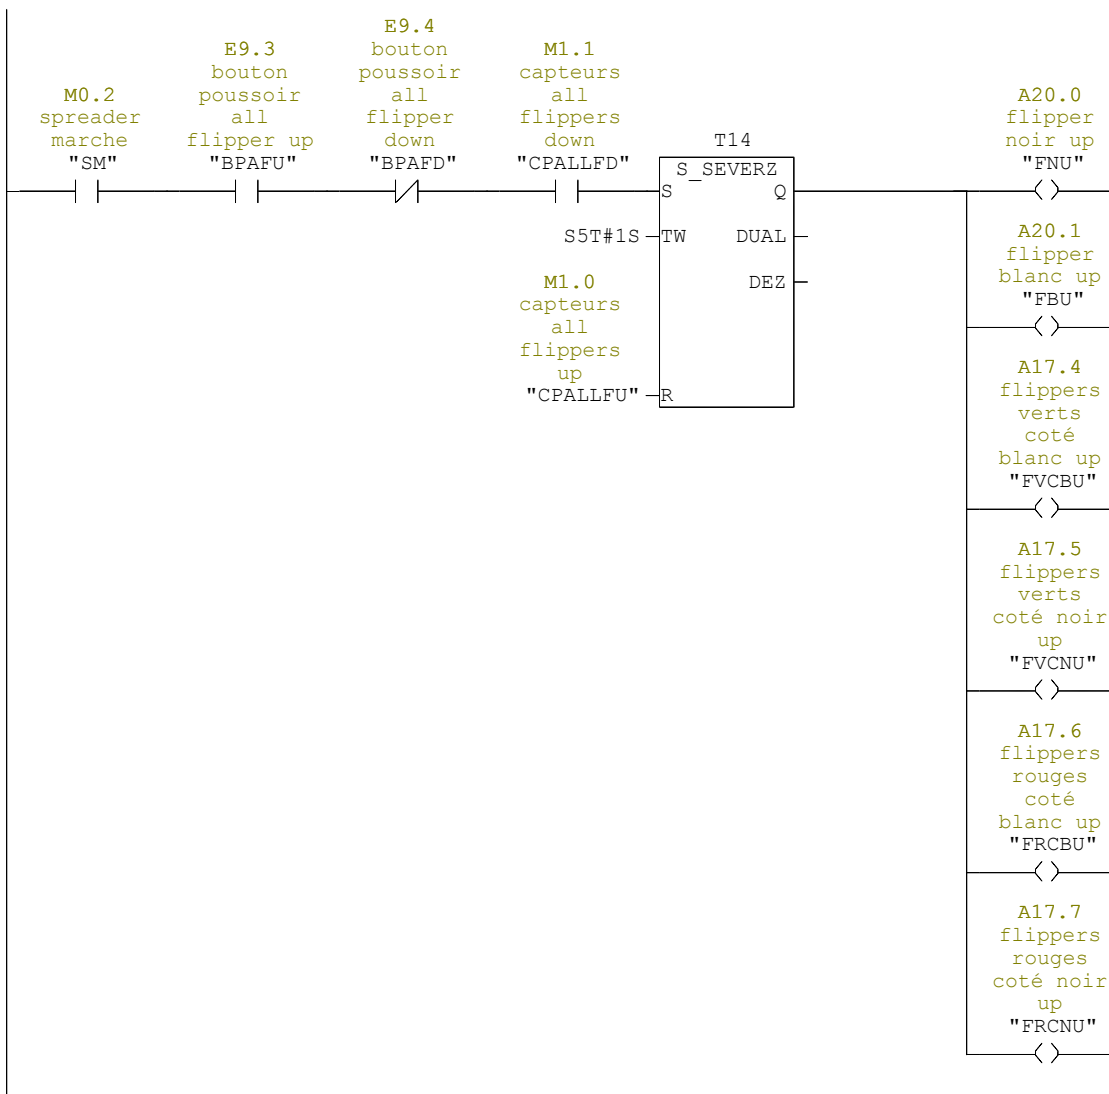 M0.2
spreader
marche
"SM"
E9.3
bouton
poussoir
all
flipper up
"BPAFU"
E9.4
bouton
poussoir
all
flipper
down
"BPAFD"
M1.1
capteurs
all
flippers
down
"CPALLFD"
T14
S_SEVERZ
S
Q
S5T#1S
TW
DUAL
DEZ
M1.0
capteurs
all
flippers
up
"CPALLFU"
R
A20.0
flipper
noir up
"FNU"
A20.1
flipper
blanc up
"FBU"
A17.4
flippers
verts
coté
blanc up
"FVCBU"
A17.5
flippers
verts
coté noir
up
"FVCNU"
A17.6
flippers
rouges
coté
blanc up
"FRCBU"
A17.7
flippers
rouges
coté noir
up
"FRCNU"